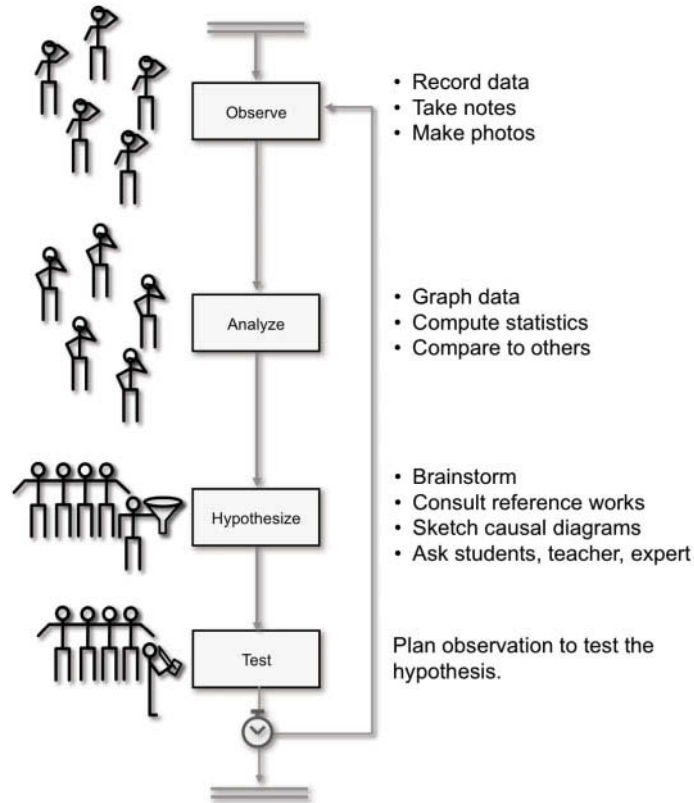 Observe
• Record data
• Take notes
• Make photos
Analyze
• Graph data
• Compute statistics
• Compare to others
Hypothesize
• Brainstorm
• Consult reference works
• Sketch causal diagrams
• Ask students, teacher, expert
Test
Plan observation to test the
hypothesis.